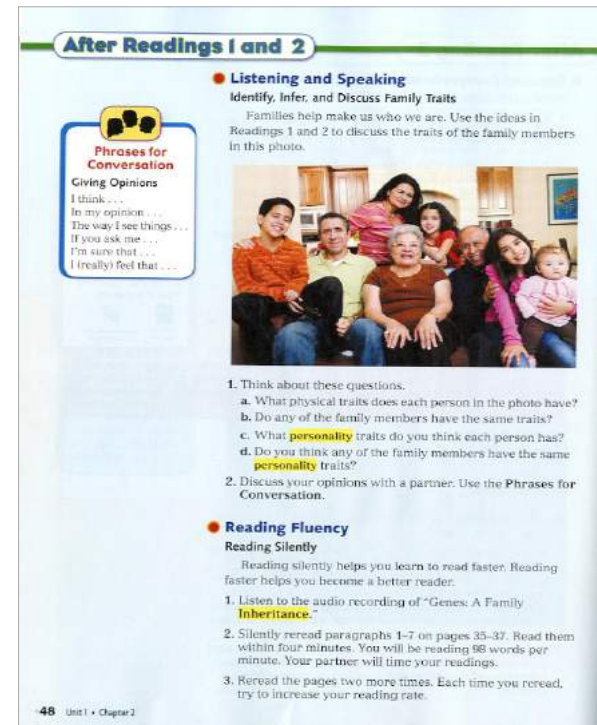 After Readings 1 and 2
Listening and Speaking
Identify, Infer, and Discuss Family Traits
Families help make us who we are. Use the ideas in
Readings 1 and 2 to discuss the traits of the family members
in this photo.
Phrases for
Conversation
Giving Opinions
I think . . .
In my opinion . . .
The way I see things . . .
If you ask me . . .
I'm sure that . . .
I (really) feel that . . .
1. Think about these questions.
a. What physical traits does each person in the photo have?
b. Do any of the family members have the same traits?
c. What personality traits do you think each person has?
d. Do you think any of the family members have the same
personality traits?
2. Discuss your opinions with a partner. Use the Phrases for
Conversation.
Reading Fluency
Reading Silently
Reading silently helps you learn to read faster. Reading
faster helps you become a better reader.
1. Listen to the audio recording of "Genes: A Family
Inheritance."
2. Silently reread paragraphs 1–7 on pages 35–37. Read them
within four minutes. You will be reading 98 words per
minute. Your partner will time your readings.
3. Reread the pages two more times. Each time you reread,
try to increase your reading rate.
48 Unit 1 • Chapter 2